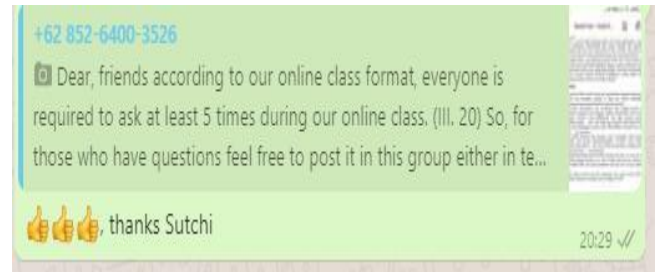 +62 852-6400-3526
Dear, friends according to our online class format, everyone is
required to ask at least 5 times during our online class. (III. 20) So, for
those who have questions feel free to post it in this group either in te...
👍👍👍, thanks Sutchi
20:29